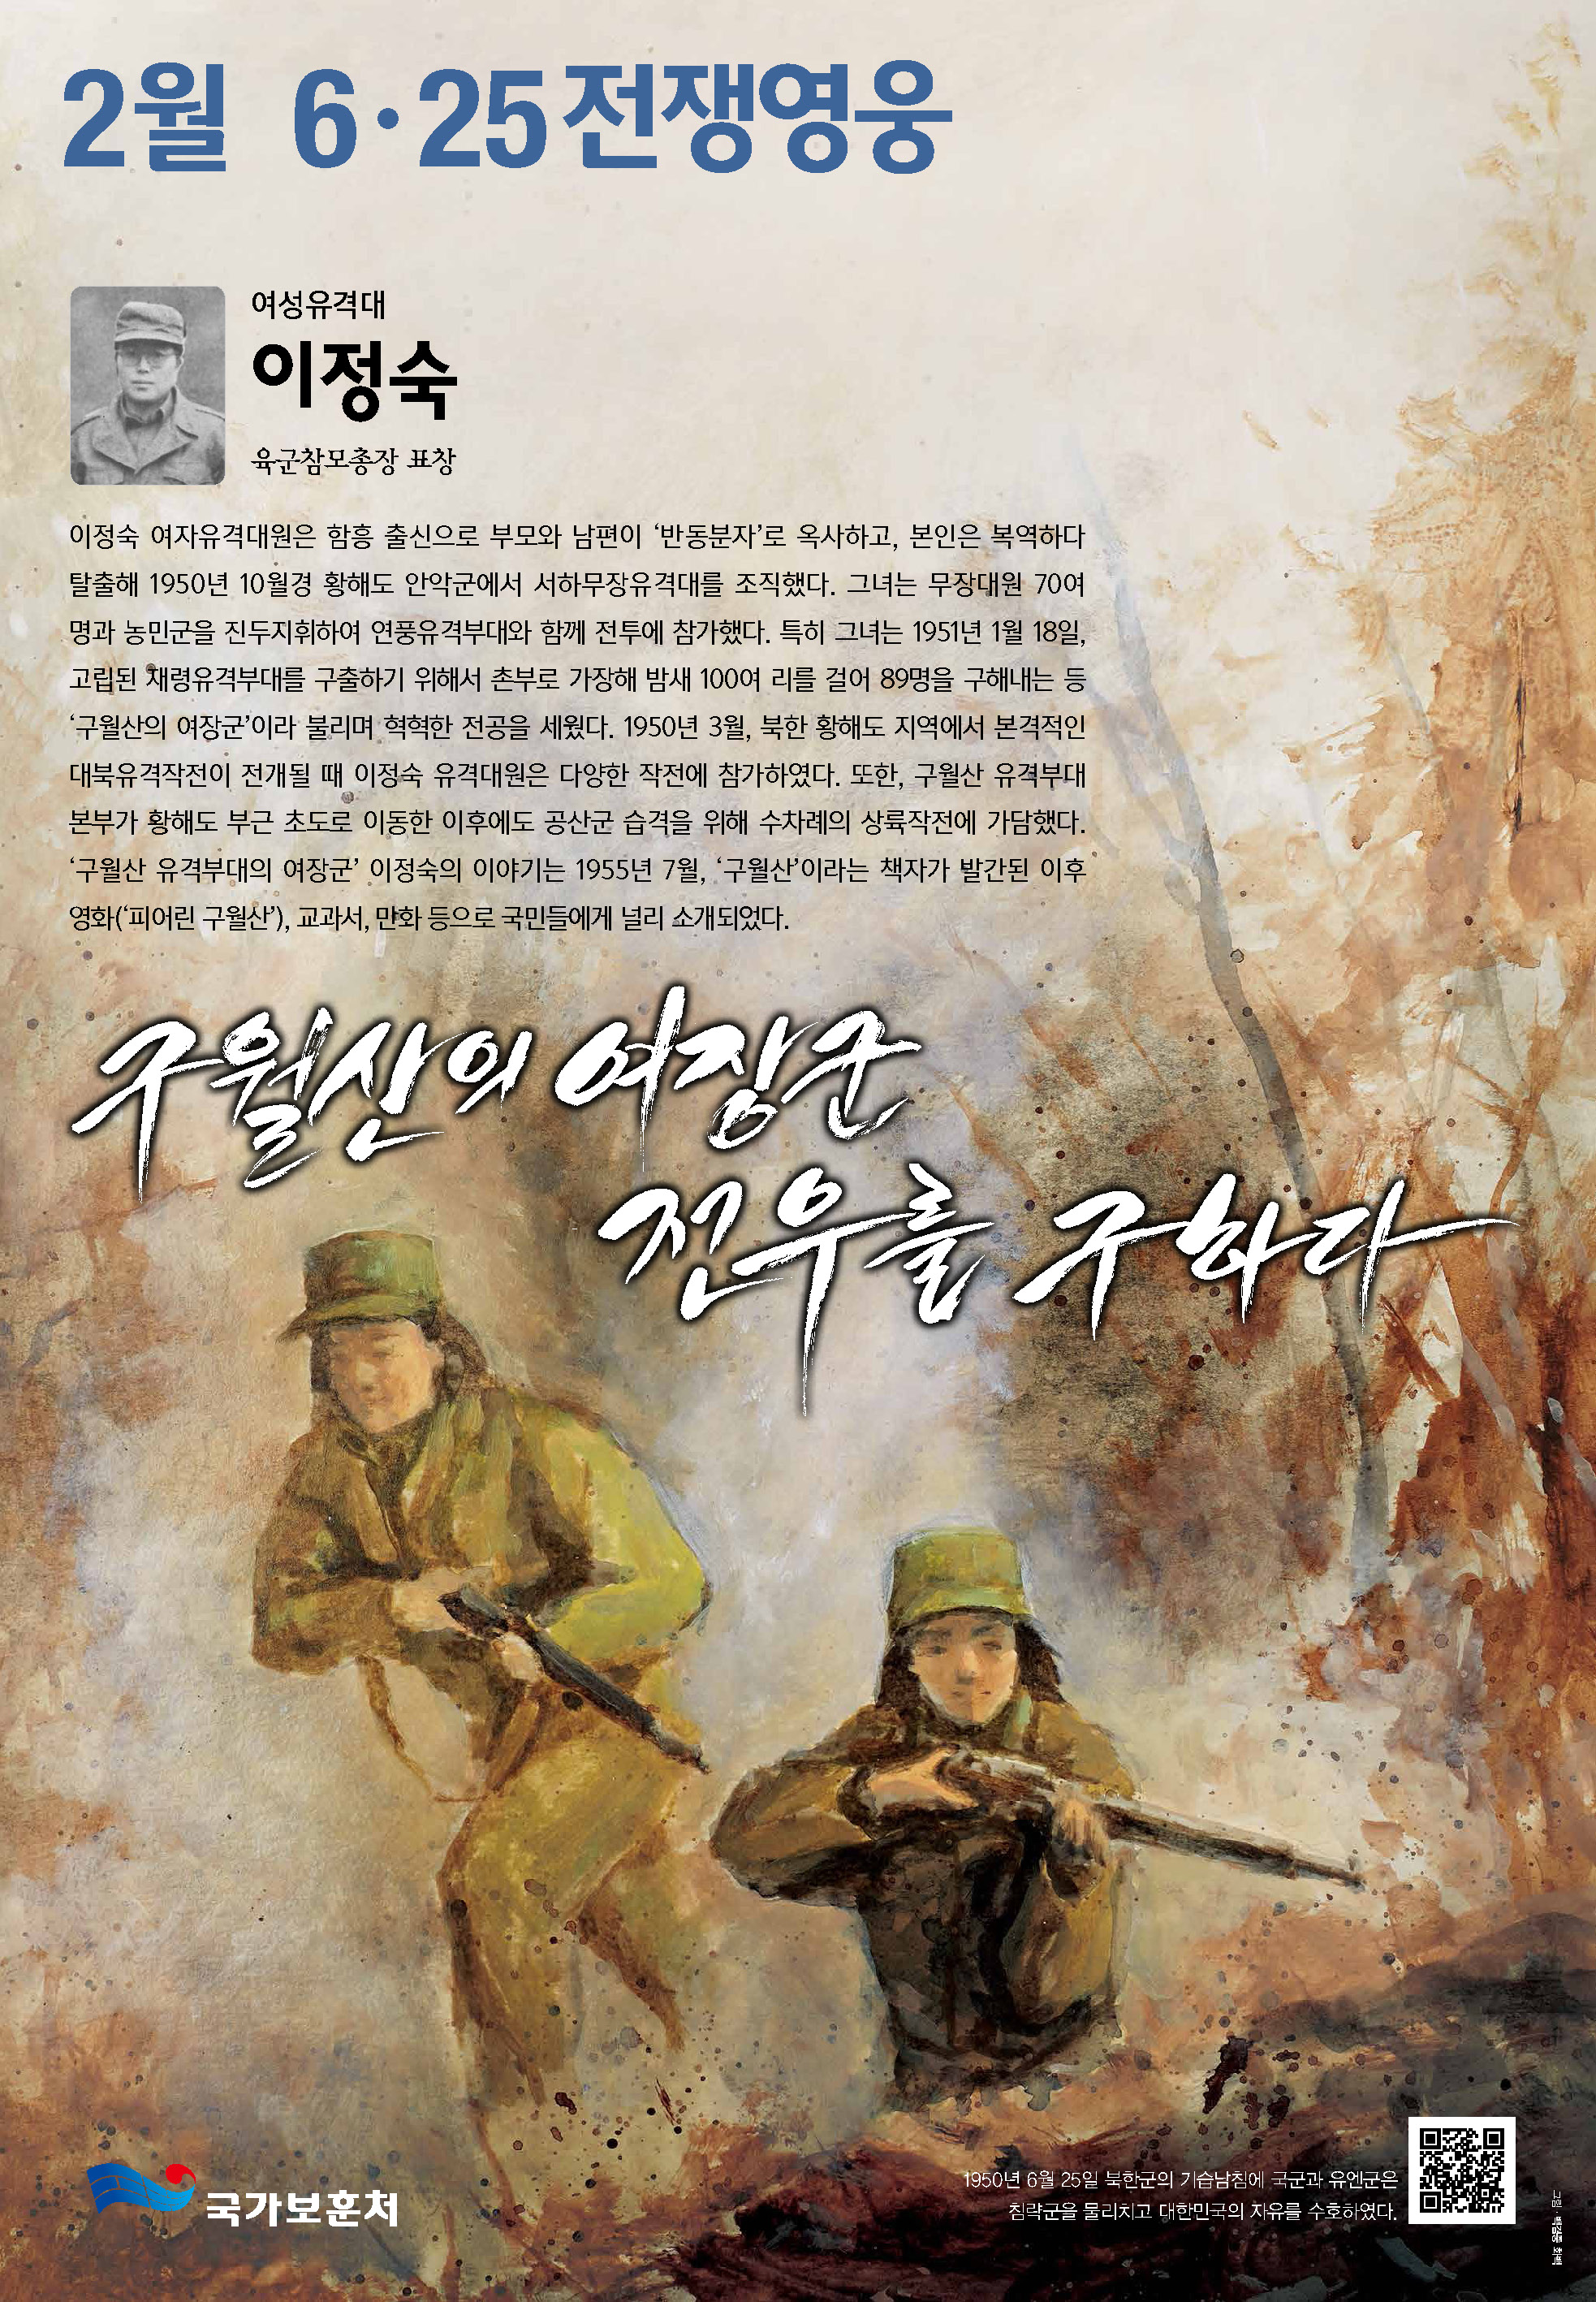 2월 6·25전쟁영웅
여성유격대
이정숙
육군참모총장 표창
이정숙 여자유격대원은 함흥 출신으로 부모와 남편이 ‘반동분자’로 옥사하고, 본인은 복역하다
탈출해 1950년 10월경 황해도 안악군에서 서하무장유격대를 조직했다. 그녀는 무장대원 70여
명과 농민군을 진두지휘하여 연풍유격부대와 함께 전투에 참가했다. 특히 그녀는 1951년 1월 18일,
고립된 재령유격부대를 구출하기 위해서 촌부로 가장해 밤새 100여 리를 걸어 89명을 구해내는 등
‘구월산의 여장군’이라 불리며 혁혁한 전공을 세웠다. 1950년 3월, 북한 황해도 지역에서 본격적인
대북유격작전이 전개될 때 이정숙 유격대원은 다양한 작전에 참가하였다. 또한, 구월산 유격부대
본부가 황해도 부근 초도로 이동한 이후에도 공산군 습격을 위해 수차례의 상륙작전에 가담했다.
‘구월산 유격부대의 여장군’ 이정숙의 이야기는 1955년 7월, ‘구월산’이라는 책자가 발간된 이후
영화(‘피어린 구월산’), 교과서, 만화 등으로 국민들에게 널리 소개되었다.
구월산의 여장군
전우를 구하다
국가보훈처
1950년 6월 25일 북한군의 기습남침에 국군과 유엔군은
침략군을 물리치고 대한민국의 자유를 수호하였다.
그림·
화백